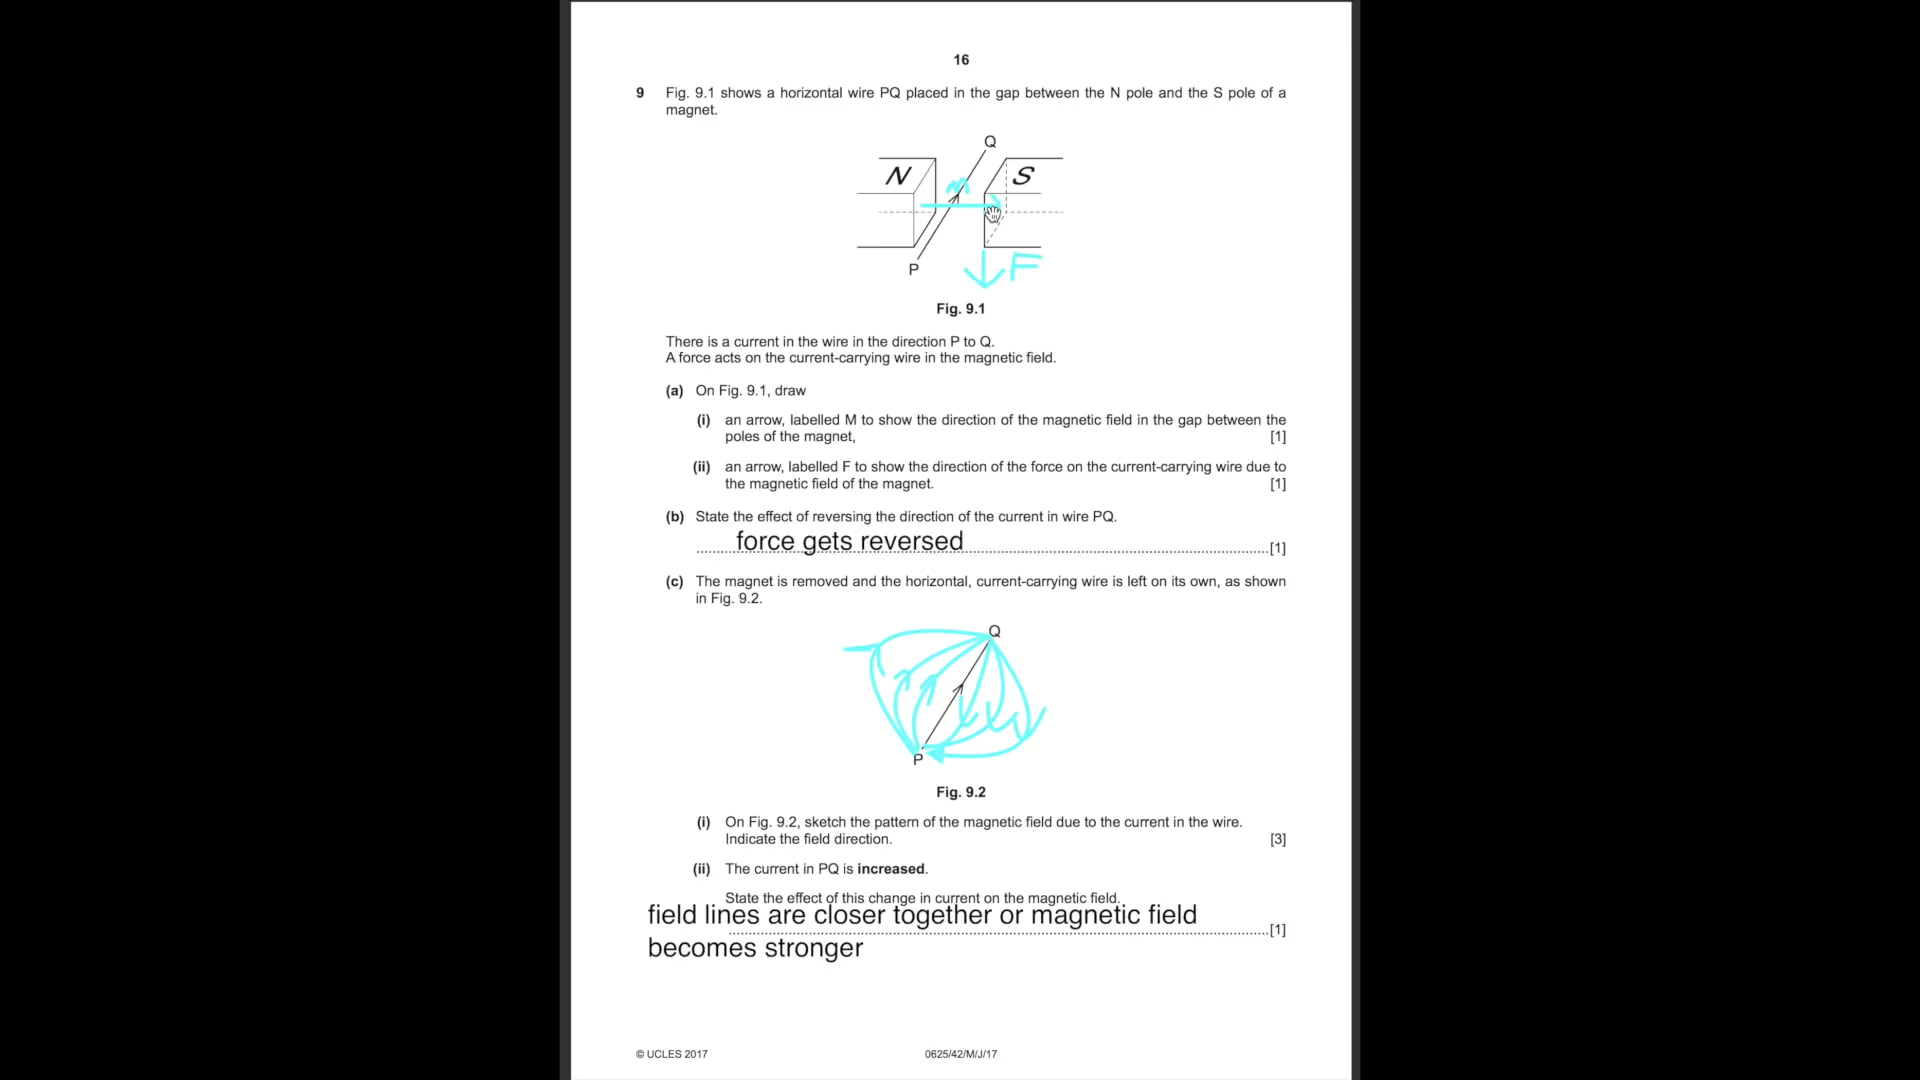 16
9 Fig. 9.1 shows a horizontal wire PQ placed in the gap between the N pole and the S pole of a
magnet.
Q
N
m
S
P
F
Fig. 9.1
There is a current in the wire in the direction P to Q.
A force acts on the current-carrying wire in the magnetic field.
(a) On Fig. 9.1, draw
(i) an arrow, labelled M to show the direction of the magnetic field in the gap between the
poles of the magnet, [1]
(ii) an arrow, labelled F to show the direction of the force on the current-carrying wire due to
the magnetic field of the magnet. [1]
(b) State the effect of reversing the direction of the current in wire PQ.
force gets reversed
[1]
(c) The magnet is removed and the horizontal, current-carrying wire is left on its own, as shown
in Fig. 9.2.
Q
P
Fig. 9.2
(i) On Fig. 9.2, sketch the pattern of the magnetic field due to the current in the wire.
Indicate the field direction. [3]
(ii) The current in PQ is increased.
State the effect of this change in current on the magnetic field.
field lines are closer together or magnetic field
[1]
becomes stronger
© UCLES 2017 0625/42/M/J/17